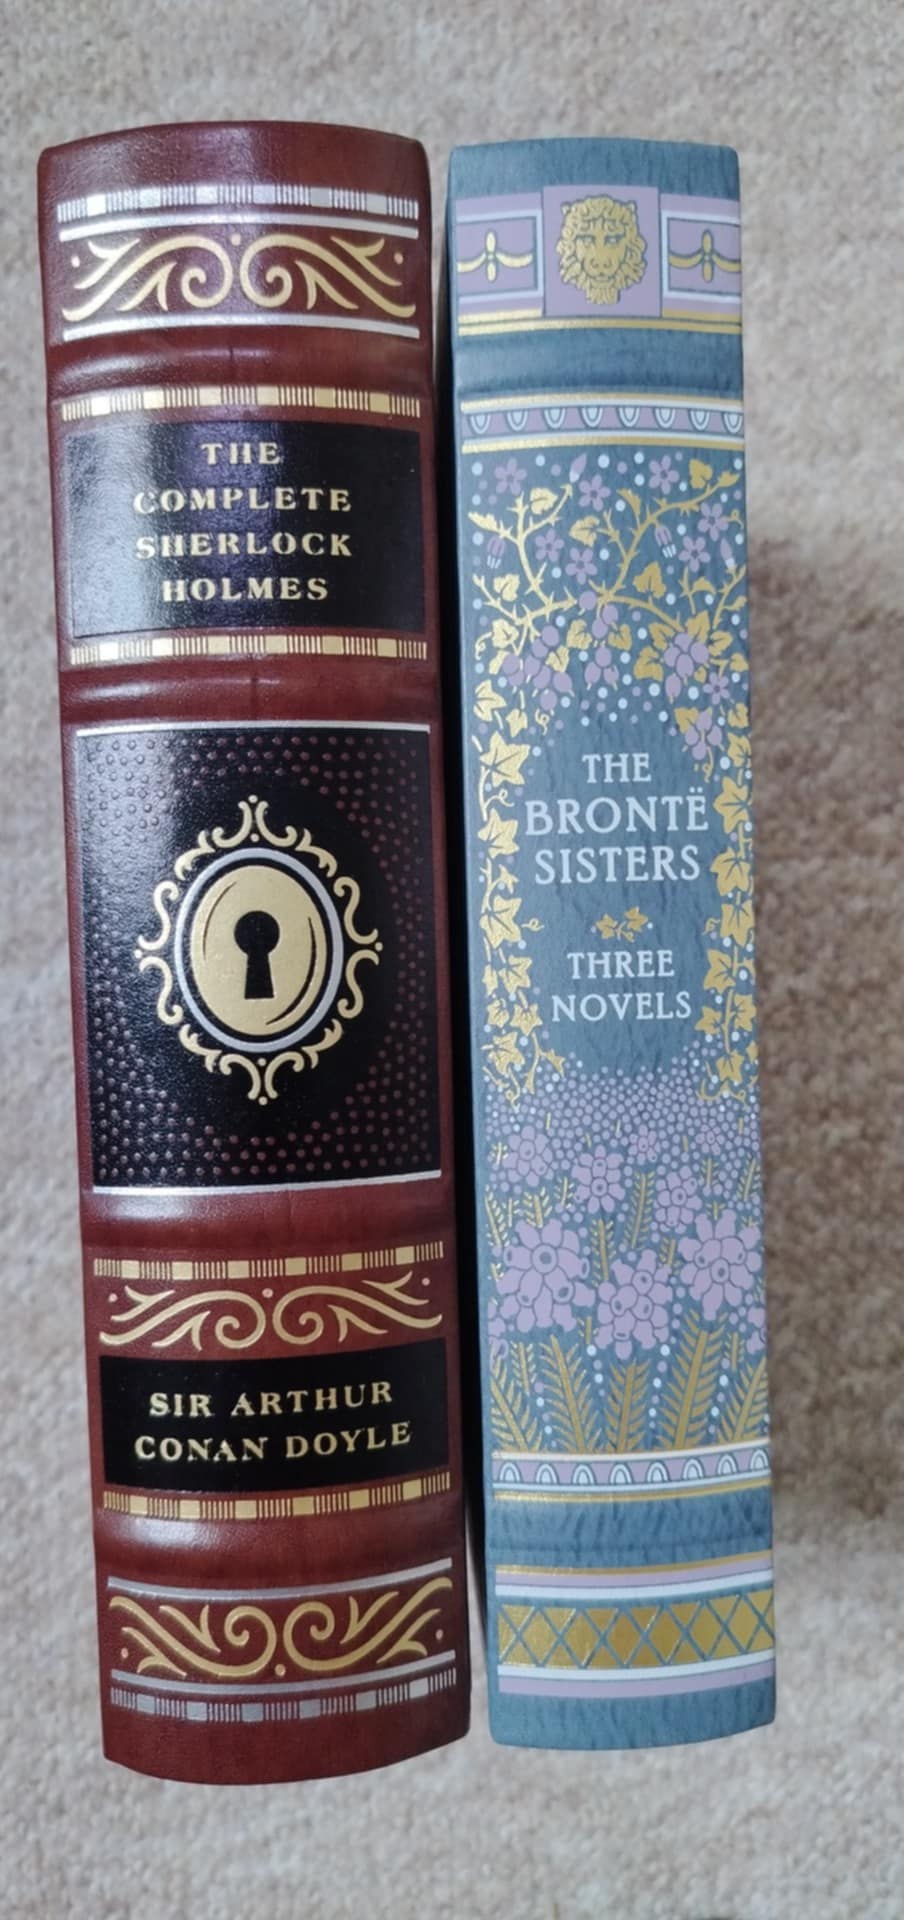 THE
COMPLETE
SHERLOCK
HOLMES
SIR ARTHUR
CONAN DOYLE
THE
BRONTË
SISTERS
THREE
NOVELS